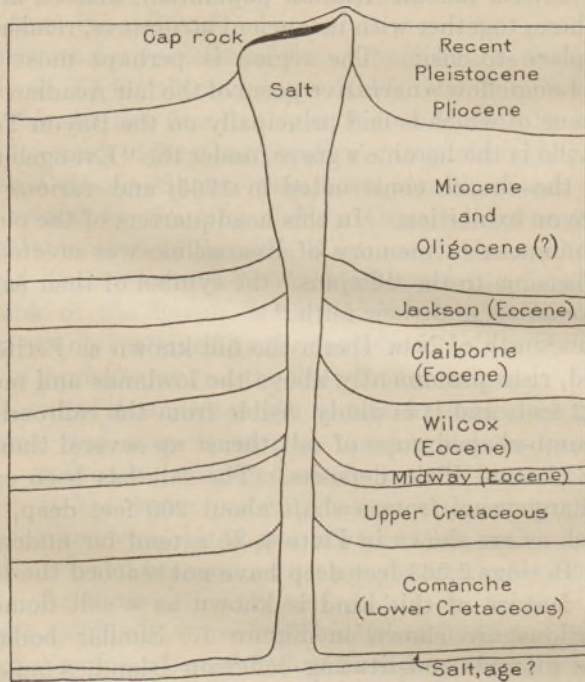 Cap rock
Salt
Recent
Pleistocene
Pliocene
Miocene
and
Oligocene (?)
Jackson (Eocene)
Claiborne
(Eocene)
Wilcox
(Eocene)
Midway (Eocene)
Upper Cretaceous
Comanche
(Lower Cretaceous)
Salt, age ?